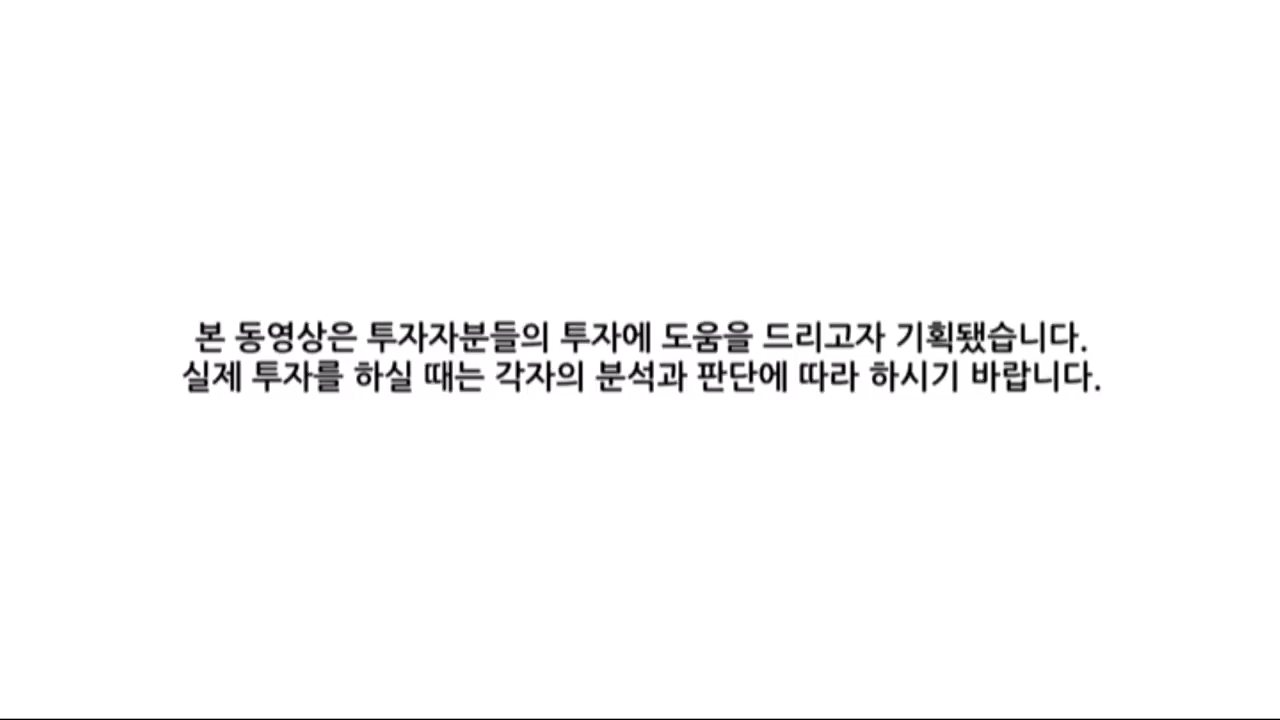 본 동영상은 투자자분들의 투자에 도움을 드리고자 기획됐습니다.
실제 투자를 하실 때는 각자의 분석과 판단에 따라 하시기 바랍니다.